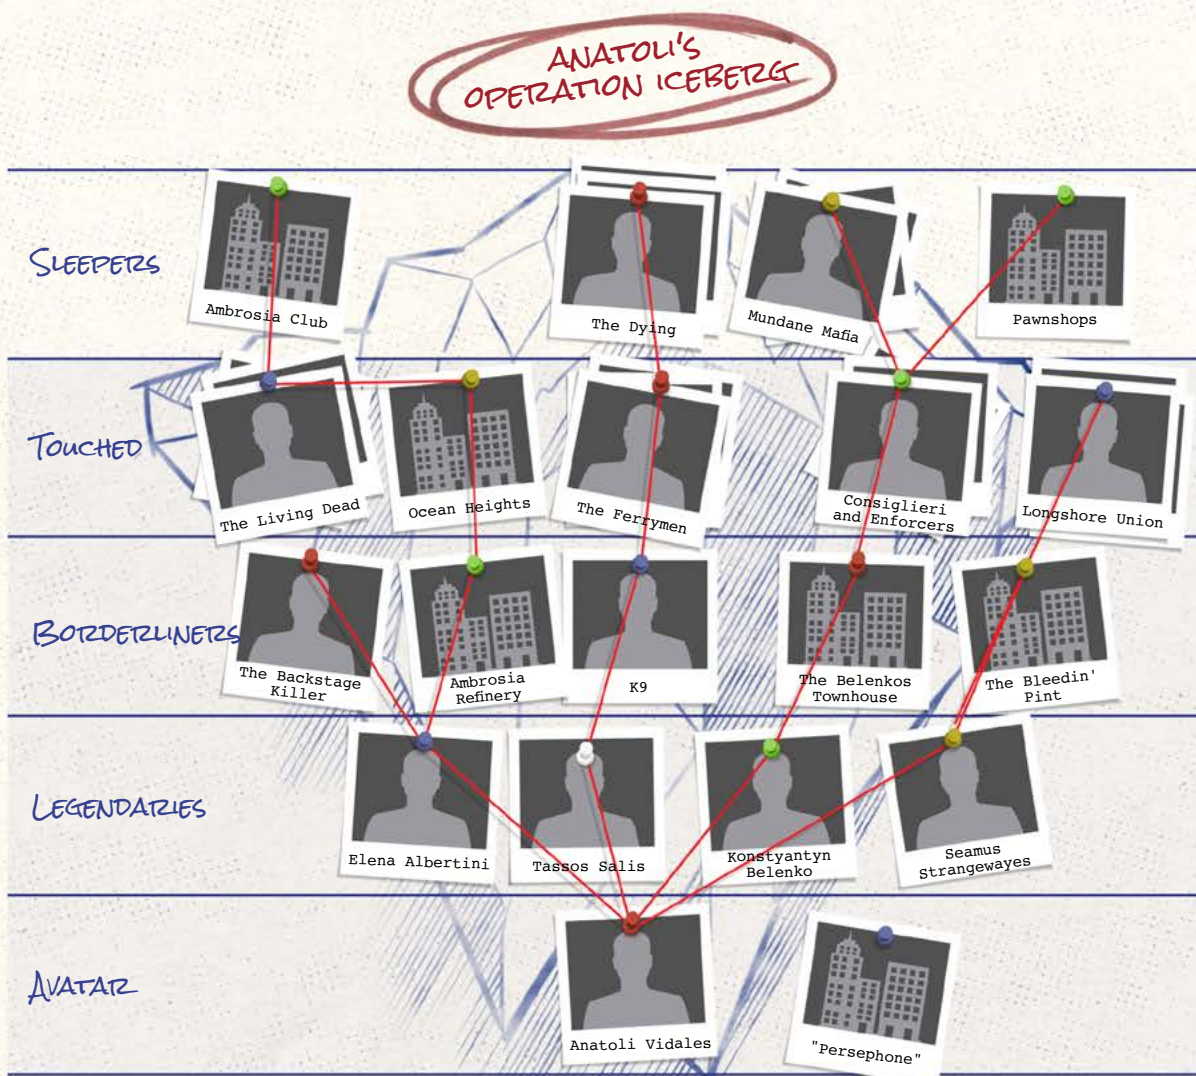 ANATOLI'S
OPERATION ICEBERG
SLEEPERS
Ambrosia Club
The Dying
Mundane Mafia
Pawnshops
TOUCHED
The Living Dead
Ocean Heights
The Ferrymen
Consiglieri
and Enforcers
Longshore Union
BORDERLINERS
The Backstage
Killer
Ambrosia
Refinery
K9
The Belenkos
Townhouse
The Bleedin'
Pint
LEGENDARIES
Elena Albertini
Tassos Salis
Konstyantyn
Belenko
Seamus
Strangewayes
AVATAR
Anatoli Vidales
"Persephone"